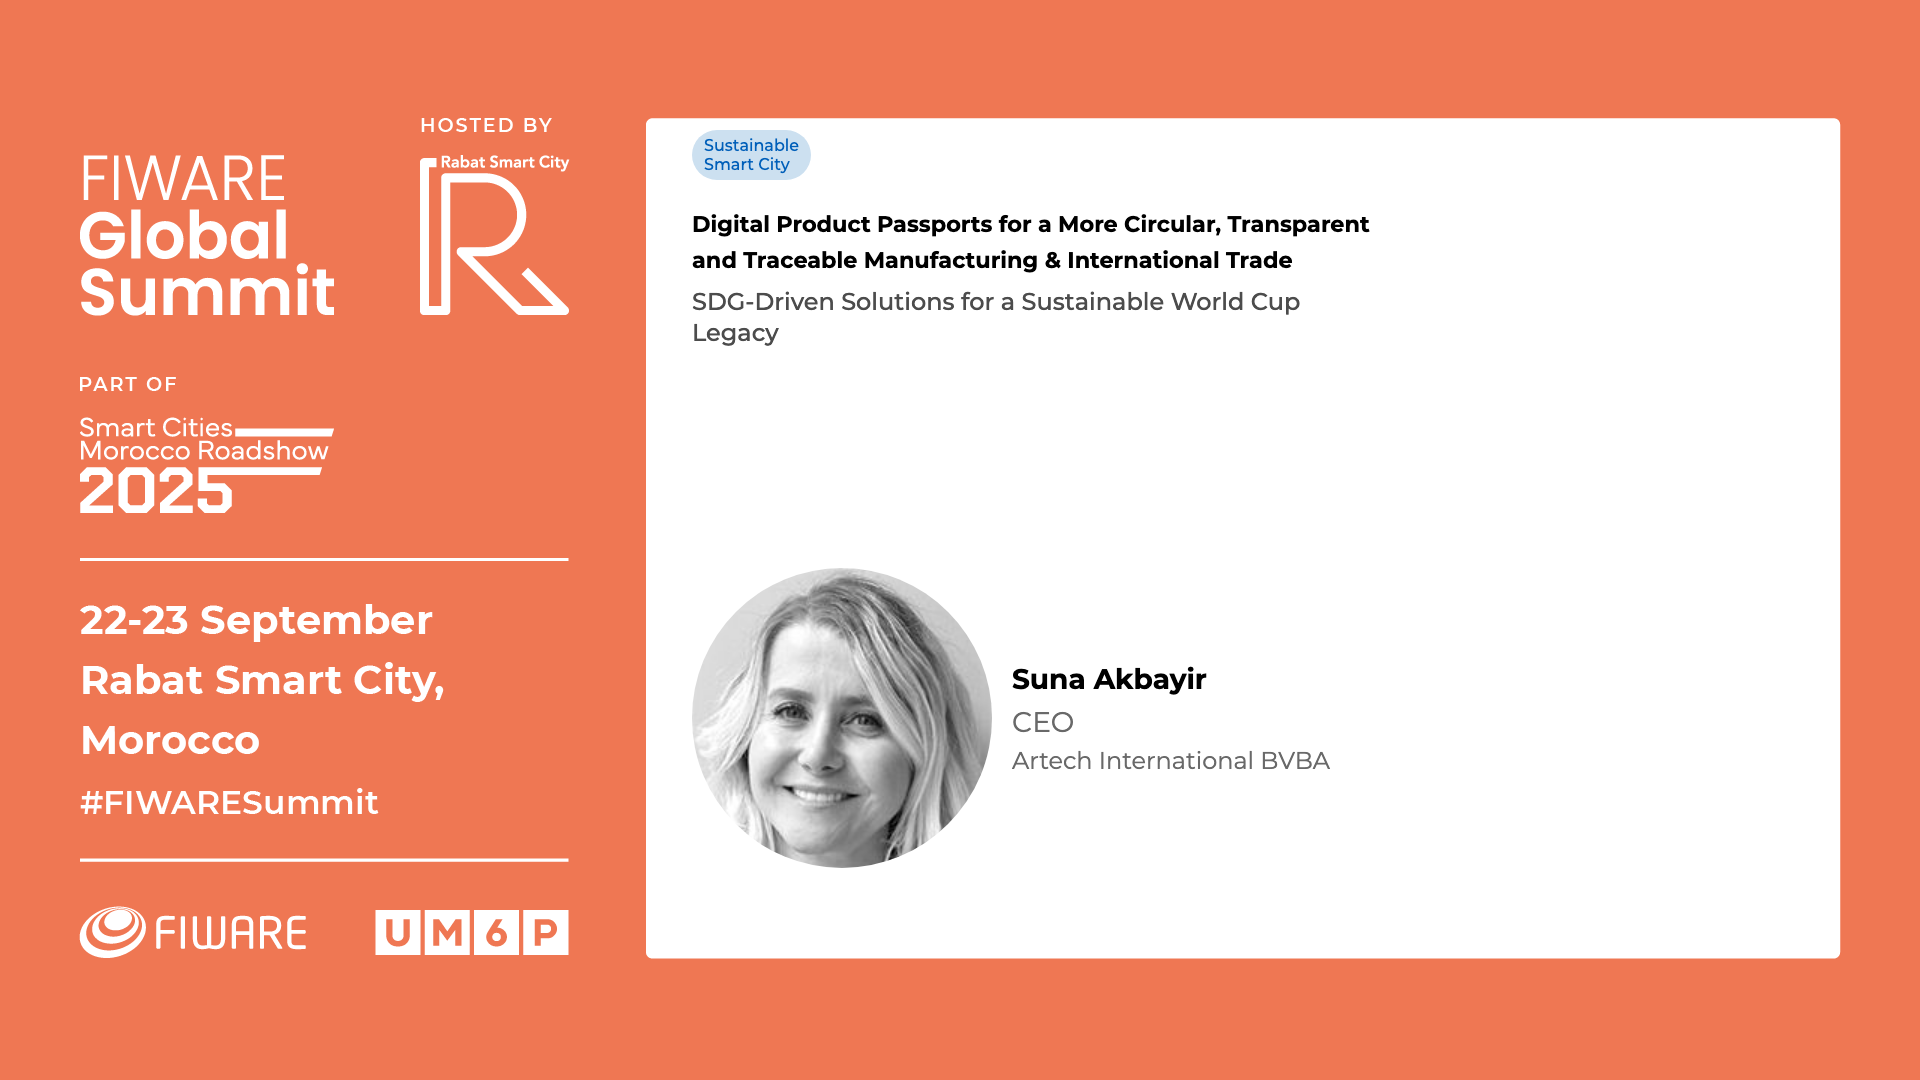 FIWARE
Global
Summit
HOSTED BY
Rabat Smart City
R
PART OF
Smart Cities
Morocco Roadshow
2025
22-23 September
Rabat Smart City,
Morocco
#FIWARESummit
FIWARE
UM6P
Sustainable
Smart City
Digital Product Passports for a More Circular, Transparent
and Traceable Manufacturing & International Trade
SDG-Driven Solutions for a Sustainable World Cup
Legacy
Suna Akbayir
CEO
Artech International BVBA